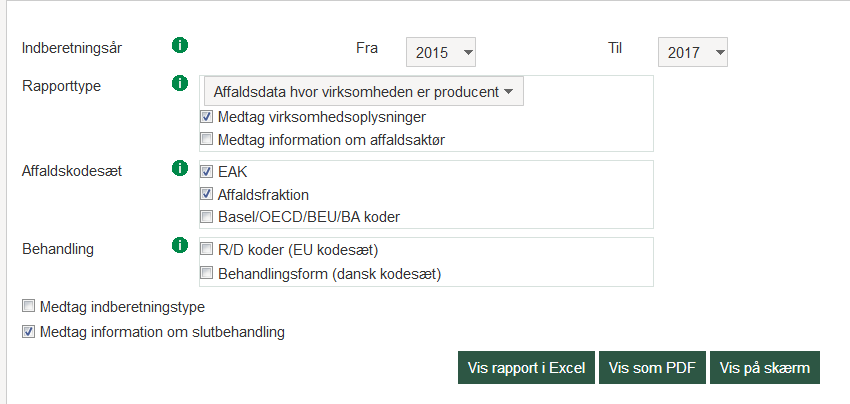 Indberetningsår Fra 2015 Til 2017
Rapporttype Affaldsdata hvor virksomheden er producent
Medtag virksomhedsoplysninger
Medtag information om affaldsaktør
Affaldskodesæt EAK
Affaldsfraktion
Basel/OECD/BEU/BA koder
Behandling R/D koder (EU kodesæt)
Behandlingsform (dansk kodesæt)
Medtag indberetningstype
Medtag information om slutbehandling
Vis rapport i Excel Vis som PDF Vis på skærm